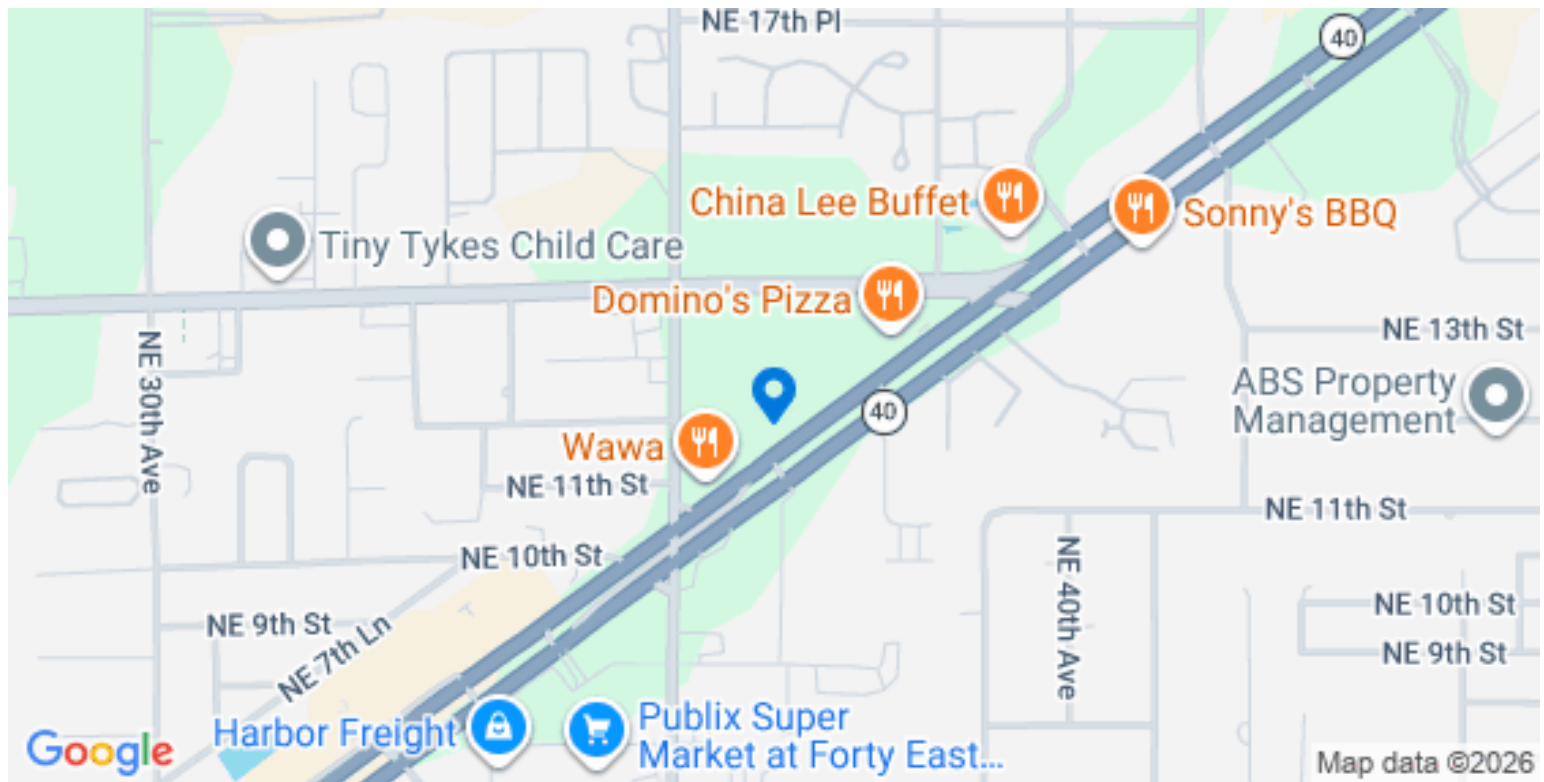 NE 17th Pl
40
China Lee Buffet
Sonny's BBQ
Tiny Tykes Child Care
Domino's Pizza
NE 13th St
NE 30th Ave
ABS Property
Management
40
Wawa
NE 11th St
NE 11th St
NE 10th St
NE 40th Ave
NE 10th St
NE 9th St
NE 7th Ln
NE 9th St
Harbor Freight
Publix Super
Market at Forty East...
Google
Map data ©2026